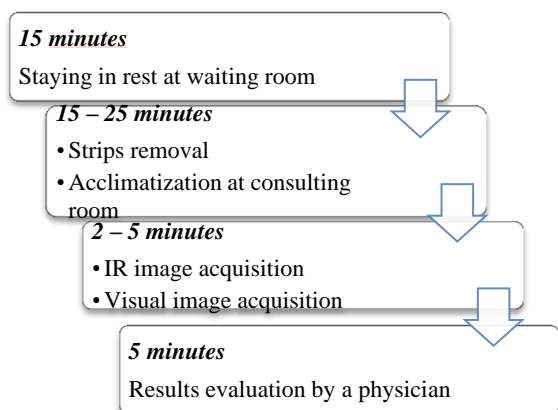 15 minutes
Staying in rest at waiting room
15 – 25 minutes
• Strips removal
• Acclimatization at consulting
room
2 – 5 minutes
• IR image acquisition
• Visual image acquisition
5 minutes
Results evaluation by a physician